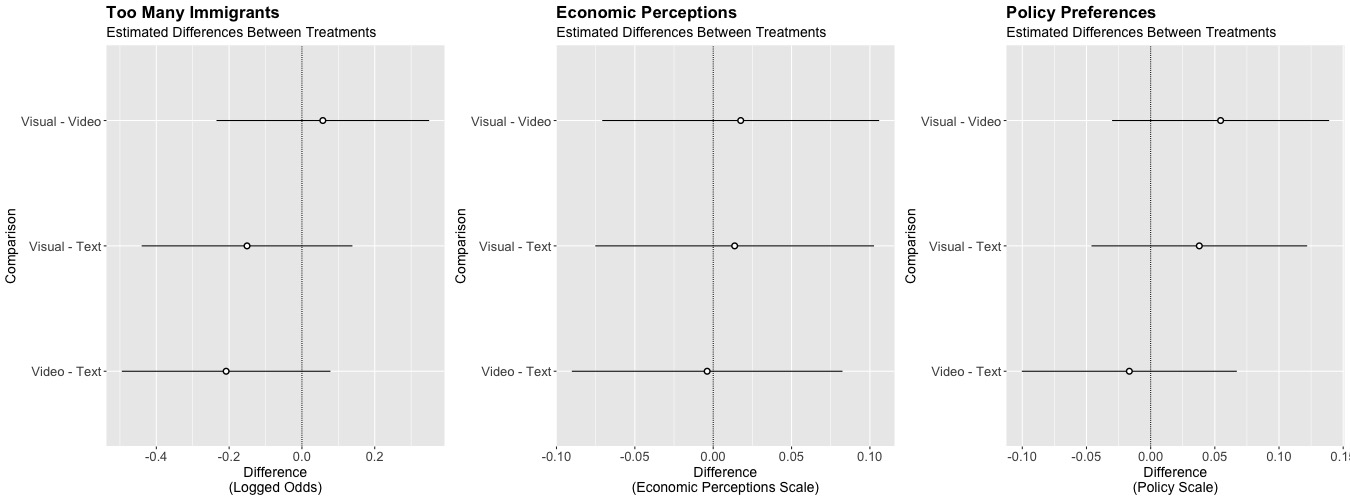 Too Many Immigrants
Estimated Differences Between Treatments
Comparison
Visual - Video
Visual - Text
Video - Text
-0.4 -0.2 0.0 0.2
Difference
(Logged Odds)
Economic Perceptions
Estimated Differences Between Treatments
Comparison
Visual - Video
Visual - Text
Video - Text
-0.10 -0.05 0.00 0.05 0.10
Difference
(Economic Perceptions Scale)
Policy Preferences
Estimated Differences Between Treatments
Comparison
Visual - Video
Visual - Text
Video - Text
-0.10 -0.05 0.00 0.05 0.10
Difference
(Policy Scale)